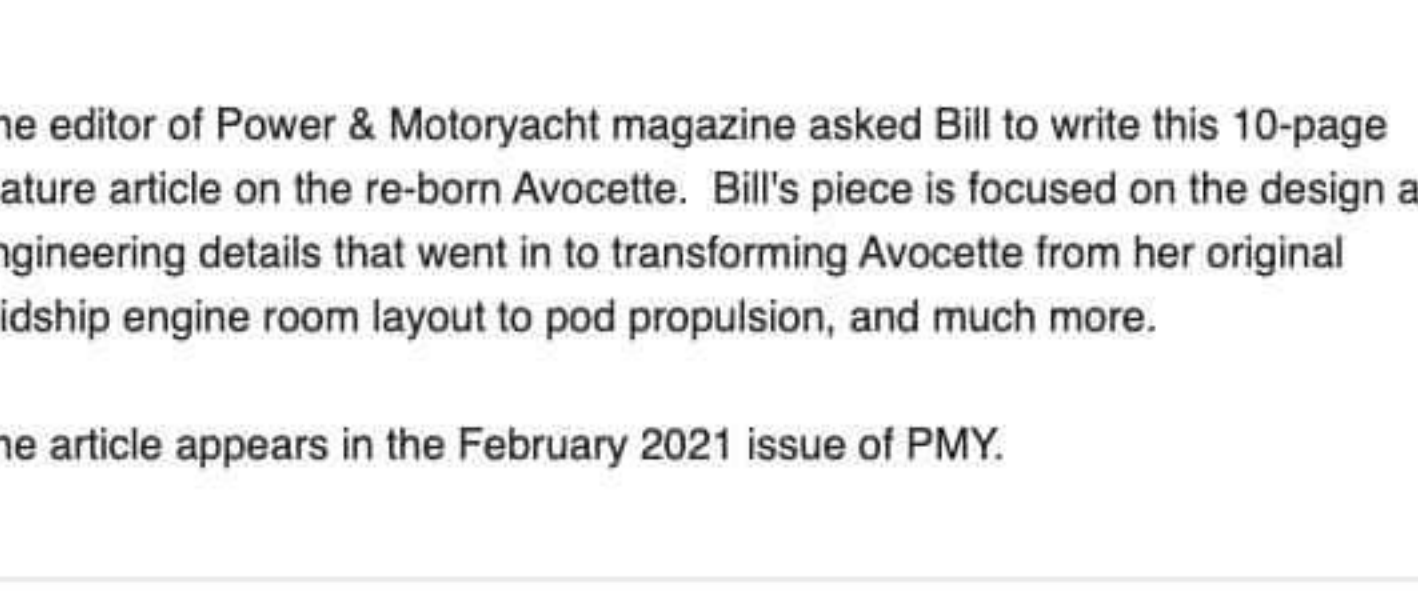 he editor of Power & Motoryacht magazine asked Bill to write this 10-page
ature article on the re-born Avocette.  Bill's piece is focused on the design a
ngineering details that went in to transforming Avocette from her original
idship engine room layout to pod propulsion, and much more.
he article appears in the February 2021 issue of PMY.